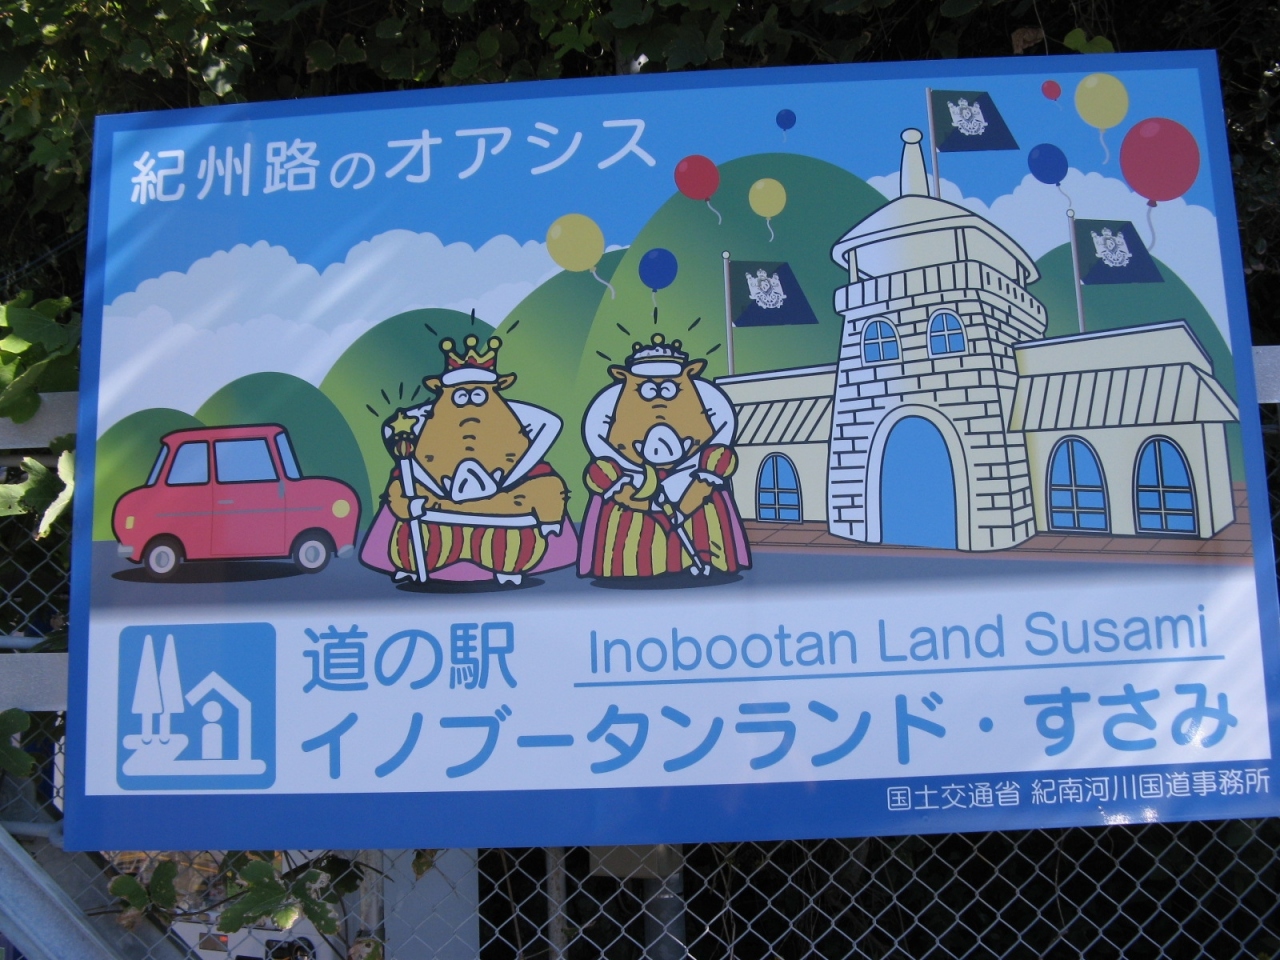 紀州路のオアシス
道の駅
Inobootan Land Susami
イノブータンランド・すさみ
国土交通省 紀南河川国道事務所